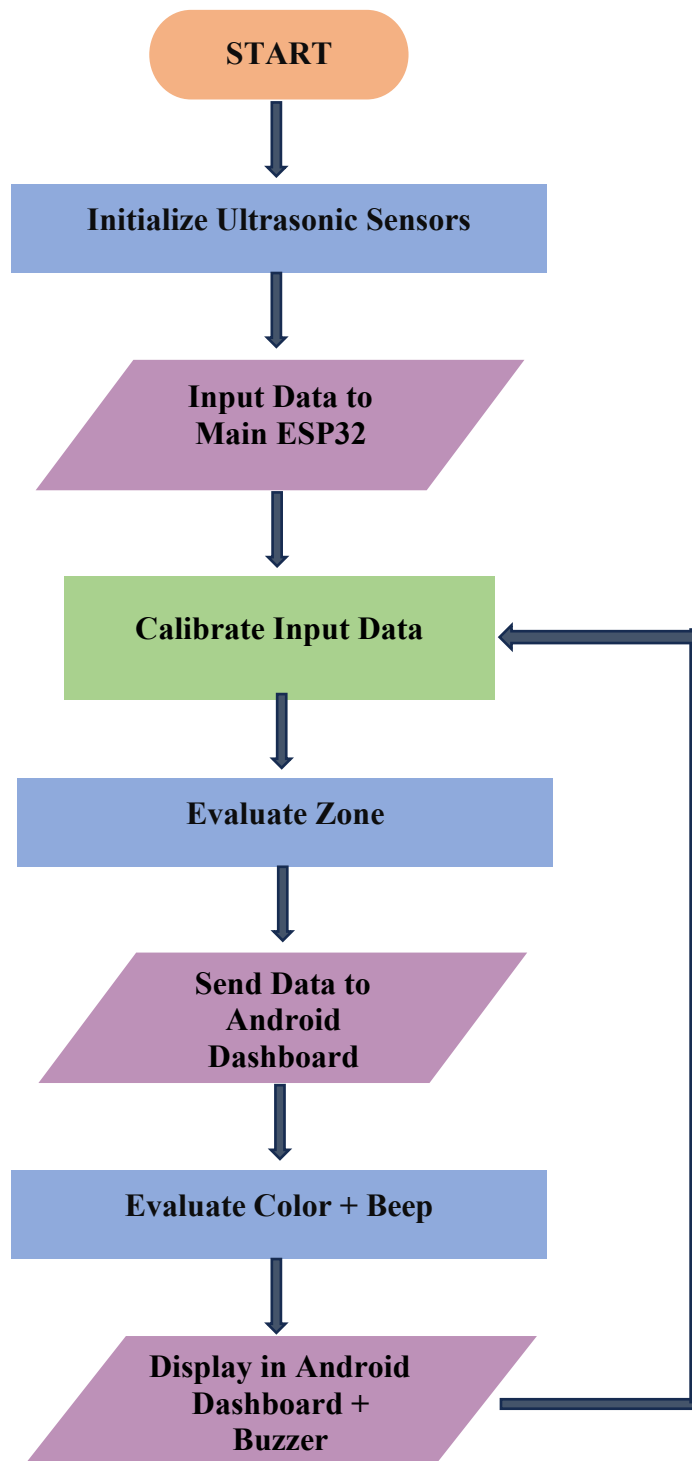 START
Initialize Ultrasonic Sensors
Input Data to
Main ESP32
Calibrate Input Data
Evaluate Zone
Send Data to
Android
Dashboard
Evaluate Color + Beep
Display in Android
Dashboard +
Buzzer